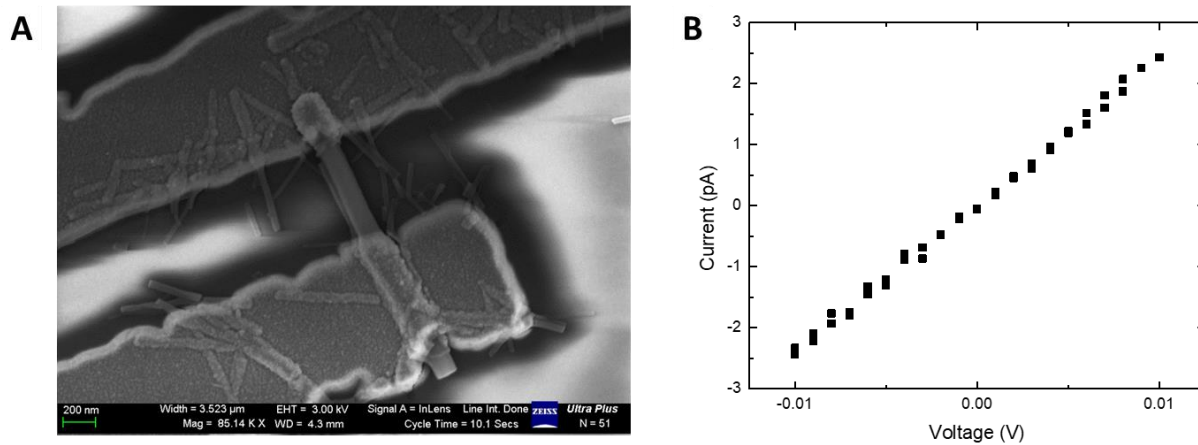 A
200 nm
Width = 3.523 µm
EHT = 3.00 kV
Signal A = InLens
Line Int. Done
ZEISS
Ultra Plus
Mag = 85.14 K X
WD = 4.3 mm
Cycle Time = 10.1 Secs
N = 51
B
3
2
1
0
-1
-2
-3
Current (pA)
-0.01
0.00
0.01
Voltage (V)